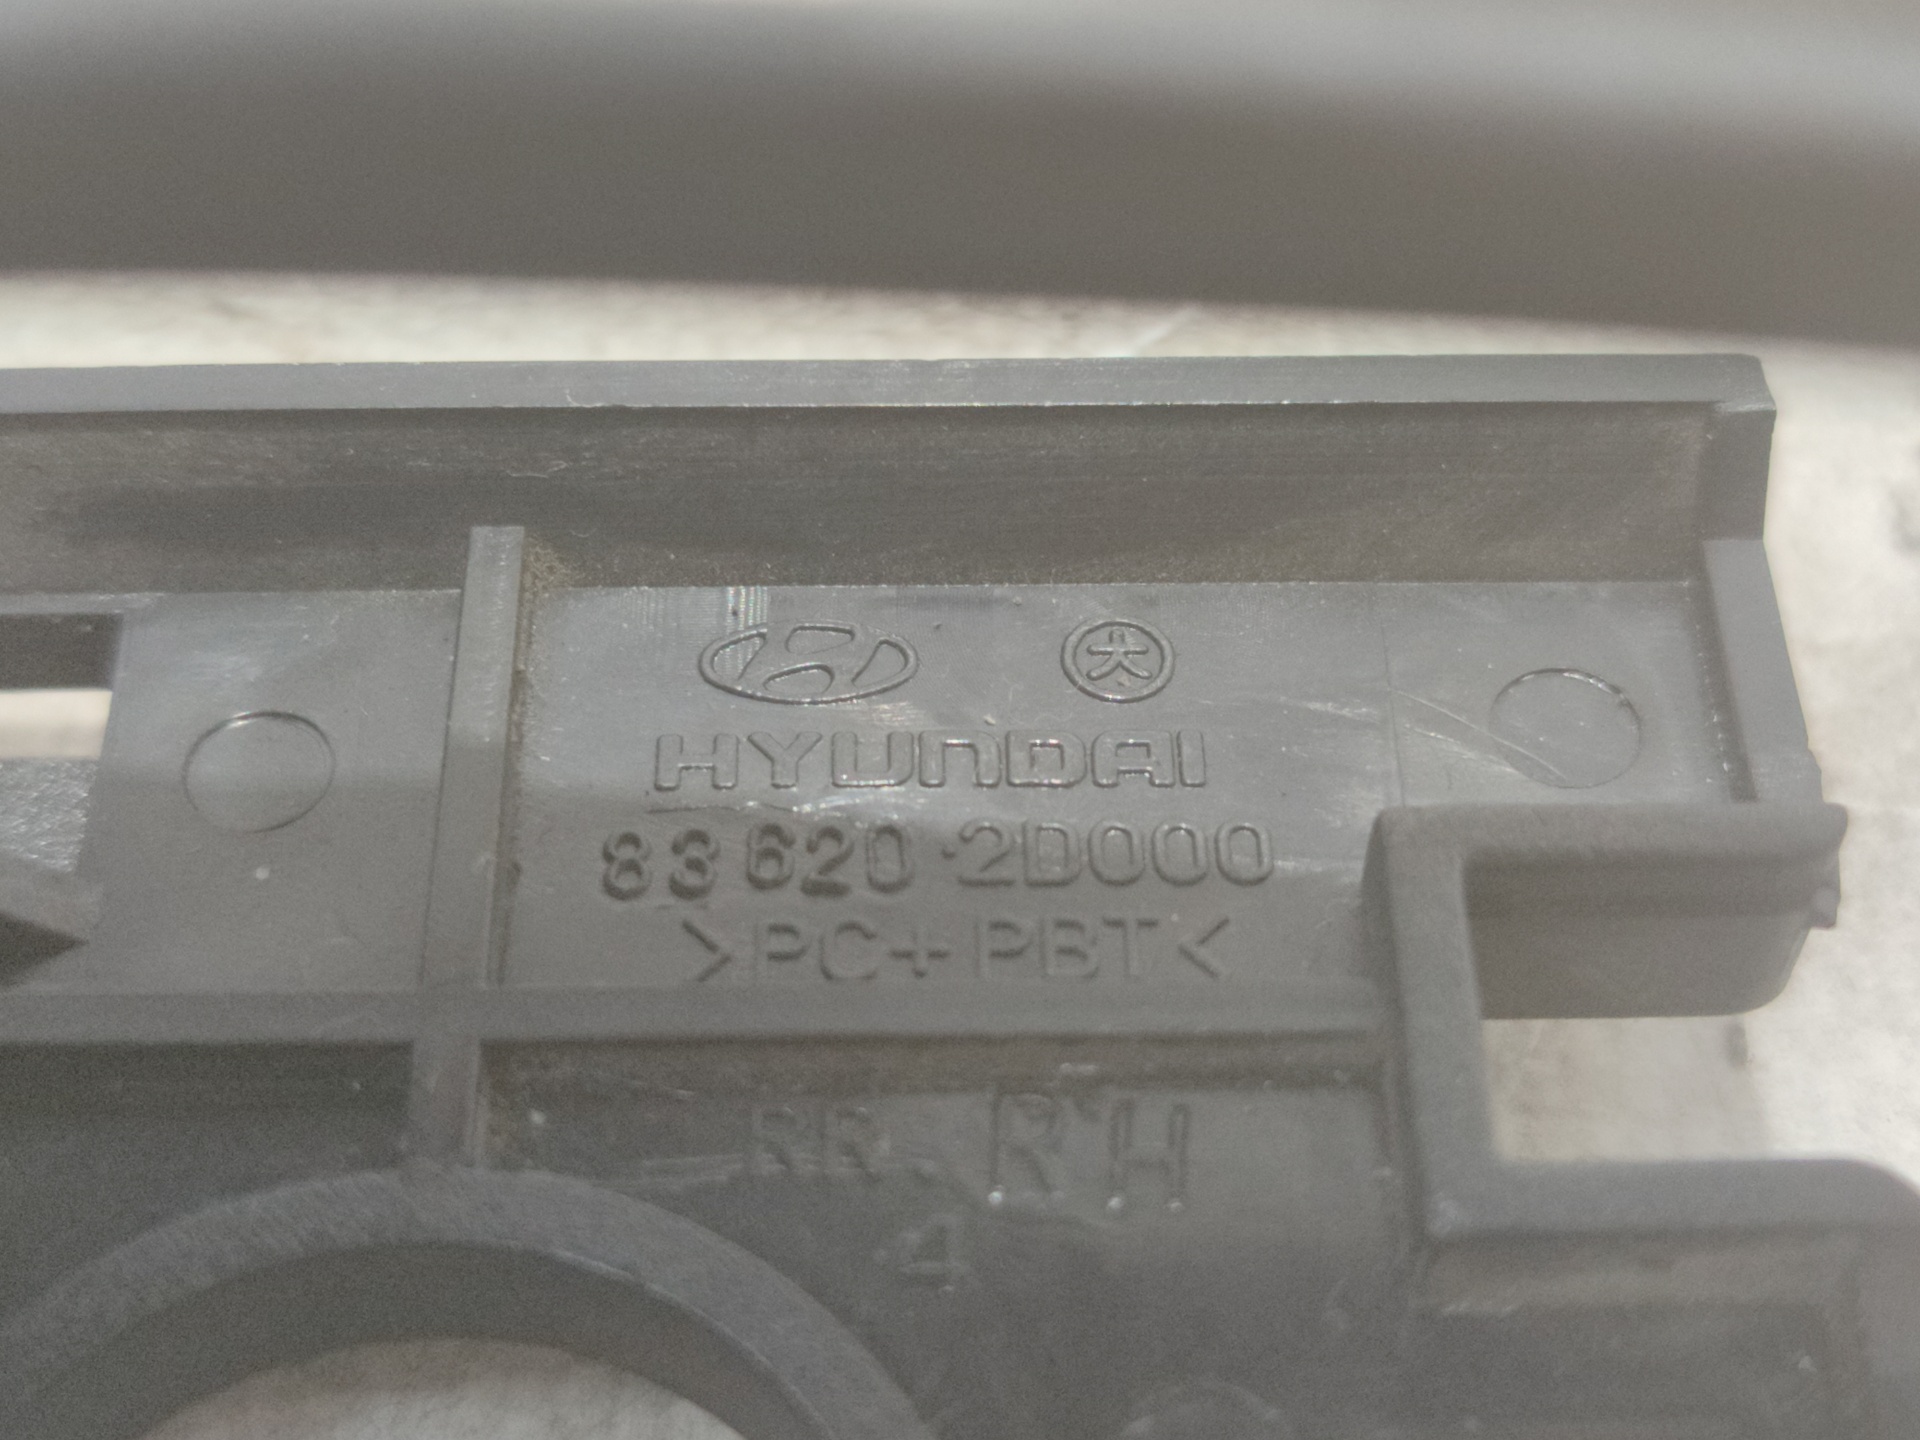 大
HYUNDAI
83620-2D000
>PC+PBT<
RR. RH
4